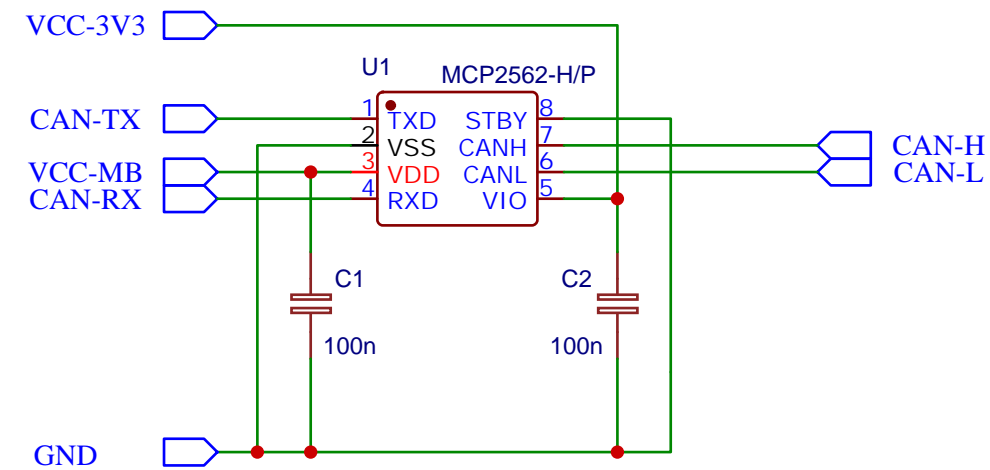 VCC-3V3
U1 MCP2562-H/P
CAN-TX 1 TXD STBY 8
2 VSS CANH 7 CAN-H
VCC-MB 3 VDD CANL 6 CAN-L
CAN-RX 4 RXD VIO 5
C1 C2
100n 100n
GND